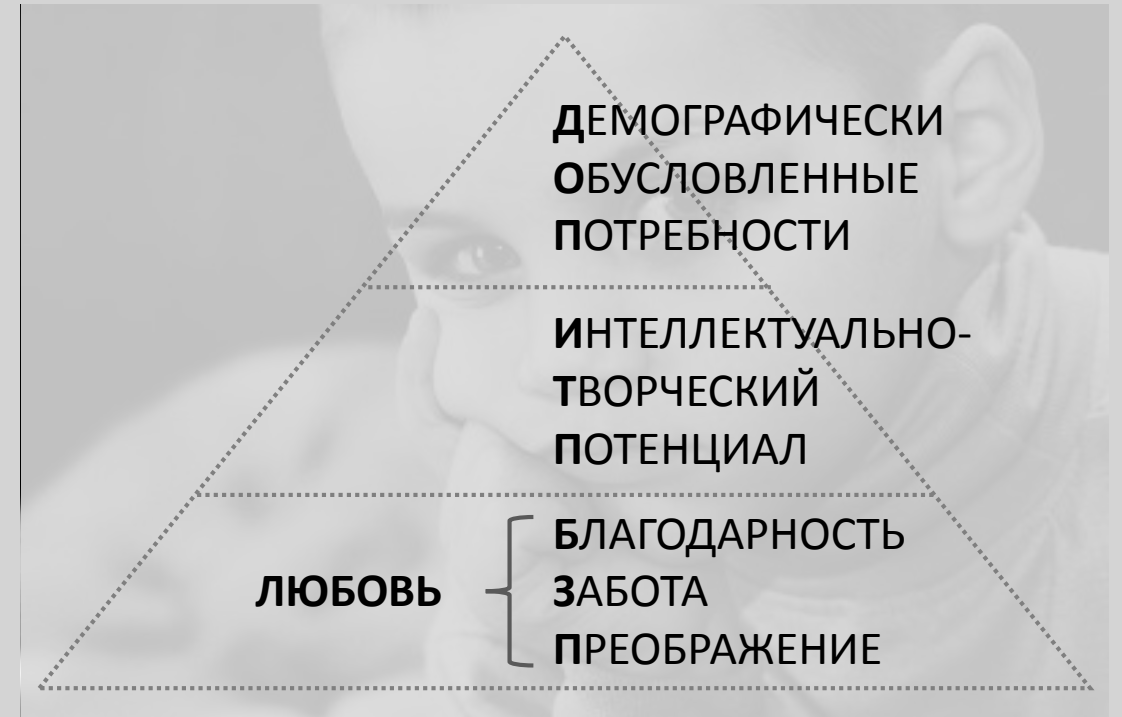 ДЕМОГРАФИЧЕСКИ
ОБУСЛОВЛЕННЫЕ
ПОТРЕБНОСТИ
ИНТЕЛЛЕКТУАЛЬНО-
ТВОРЧЕСКИЙ
ПОТЕНЦИАЛ
БЛАГОДАРНОСТЬ
ЛЮБОВЬ ЗАБОТА
ПРЕОБРАЖЕНИЕ